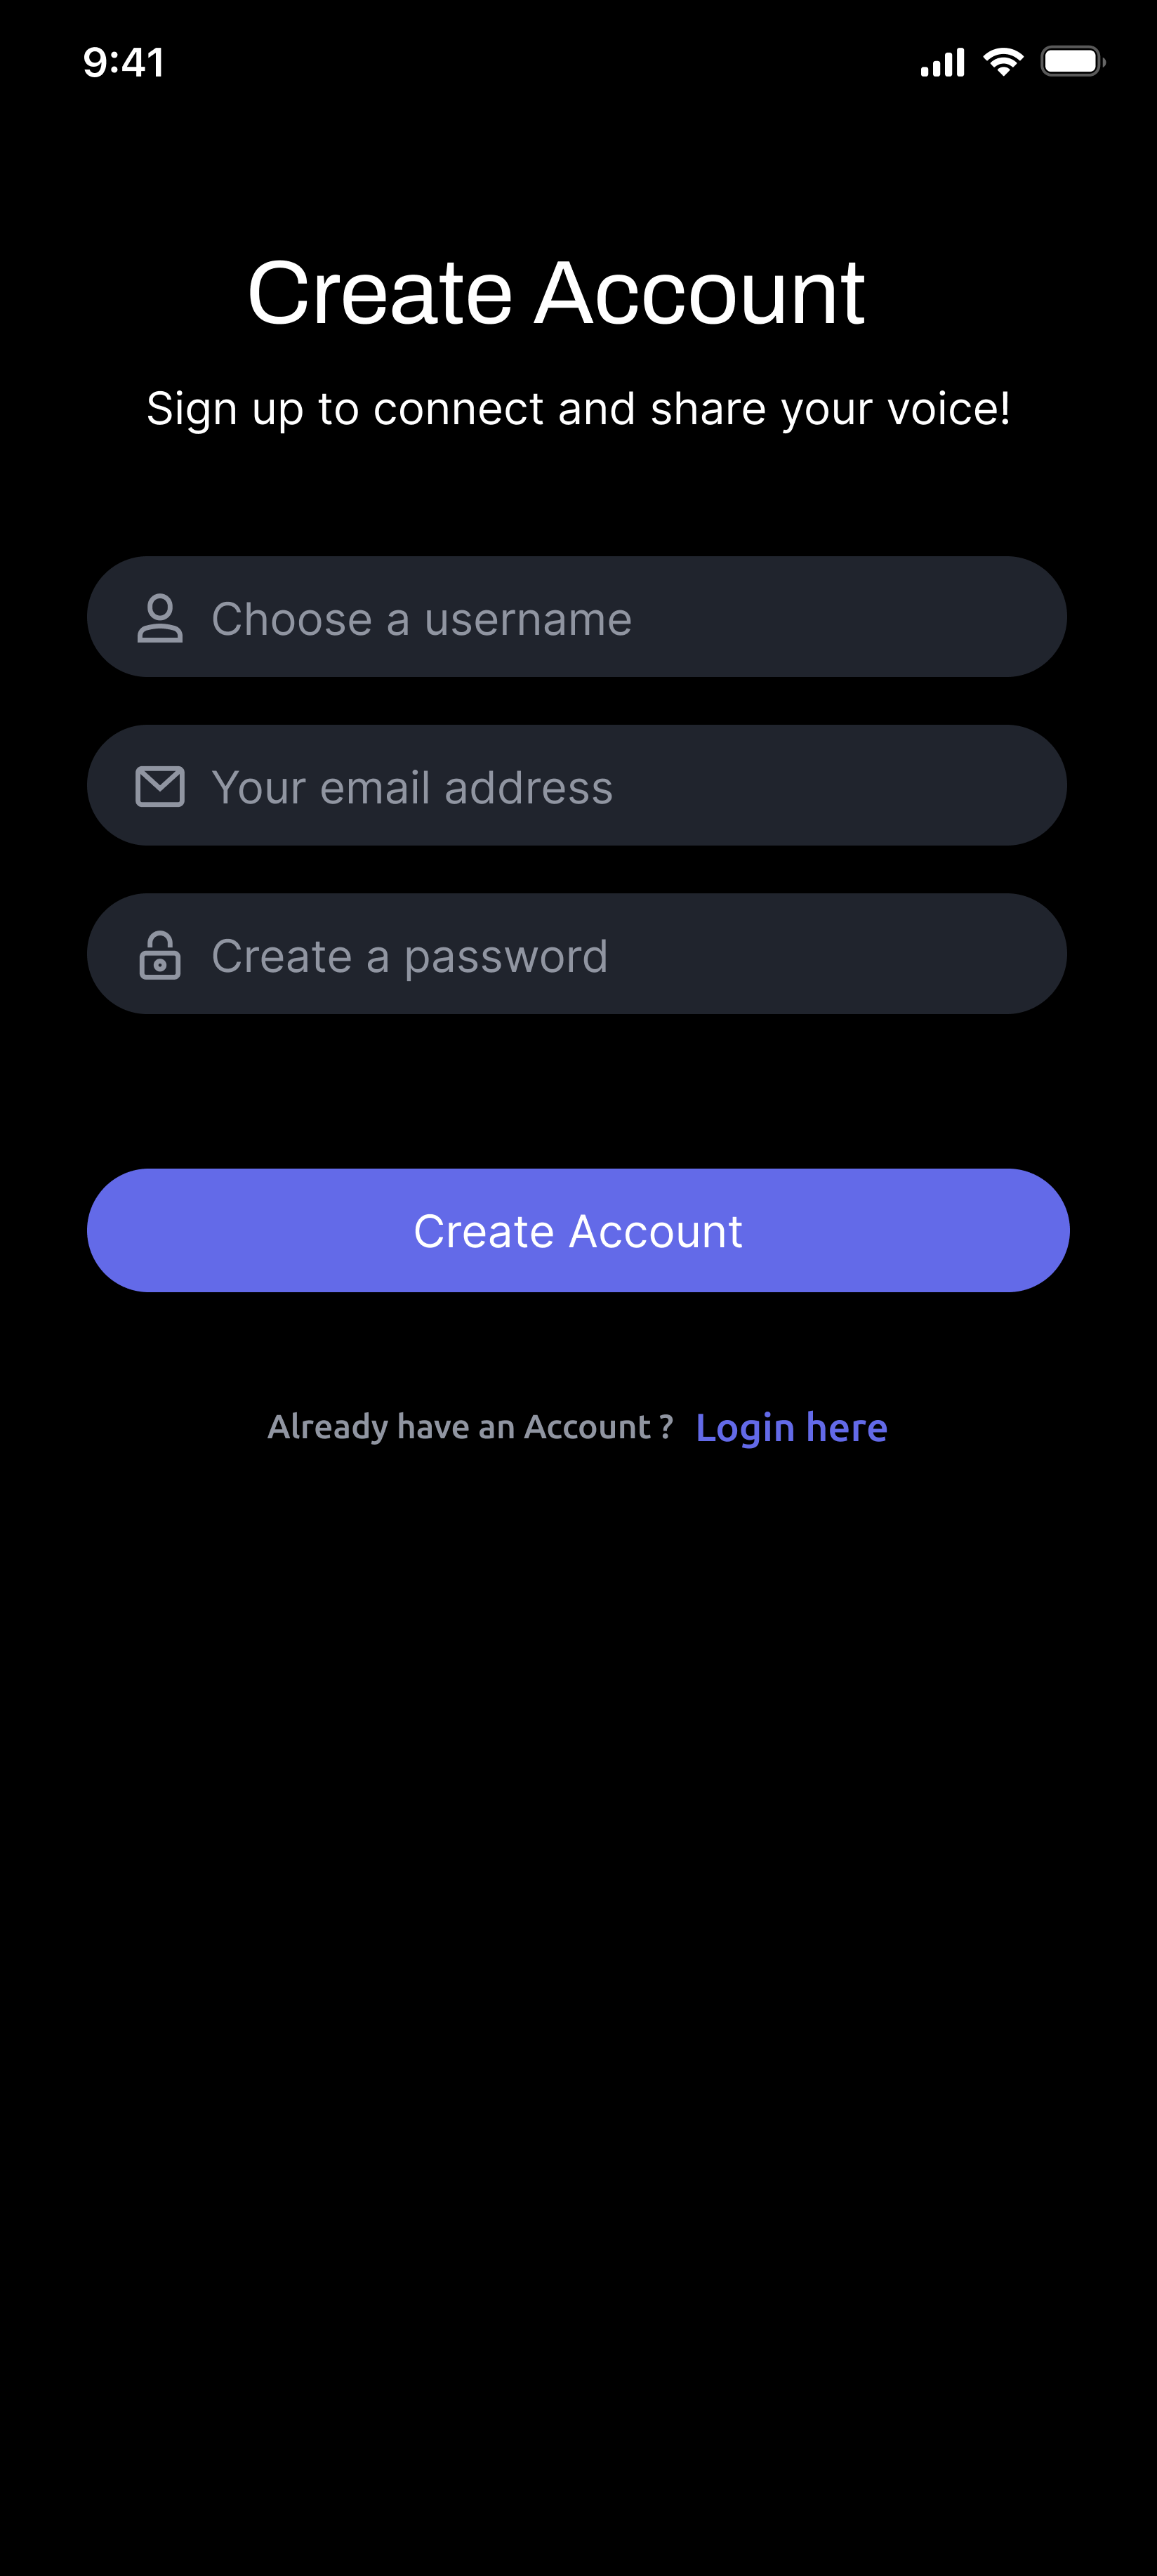 9:41
Create Account
Sign up to connect and share your voice!
Choose a username
Your email address
Create a password
Create Account
Already have an Account ? Login here